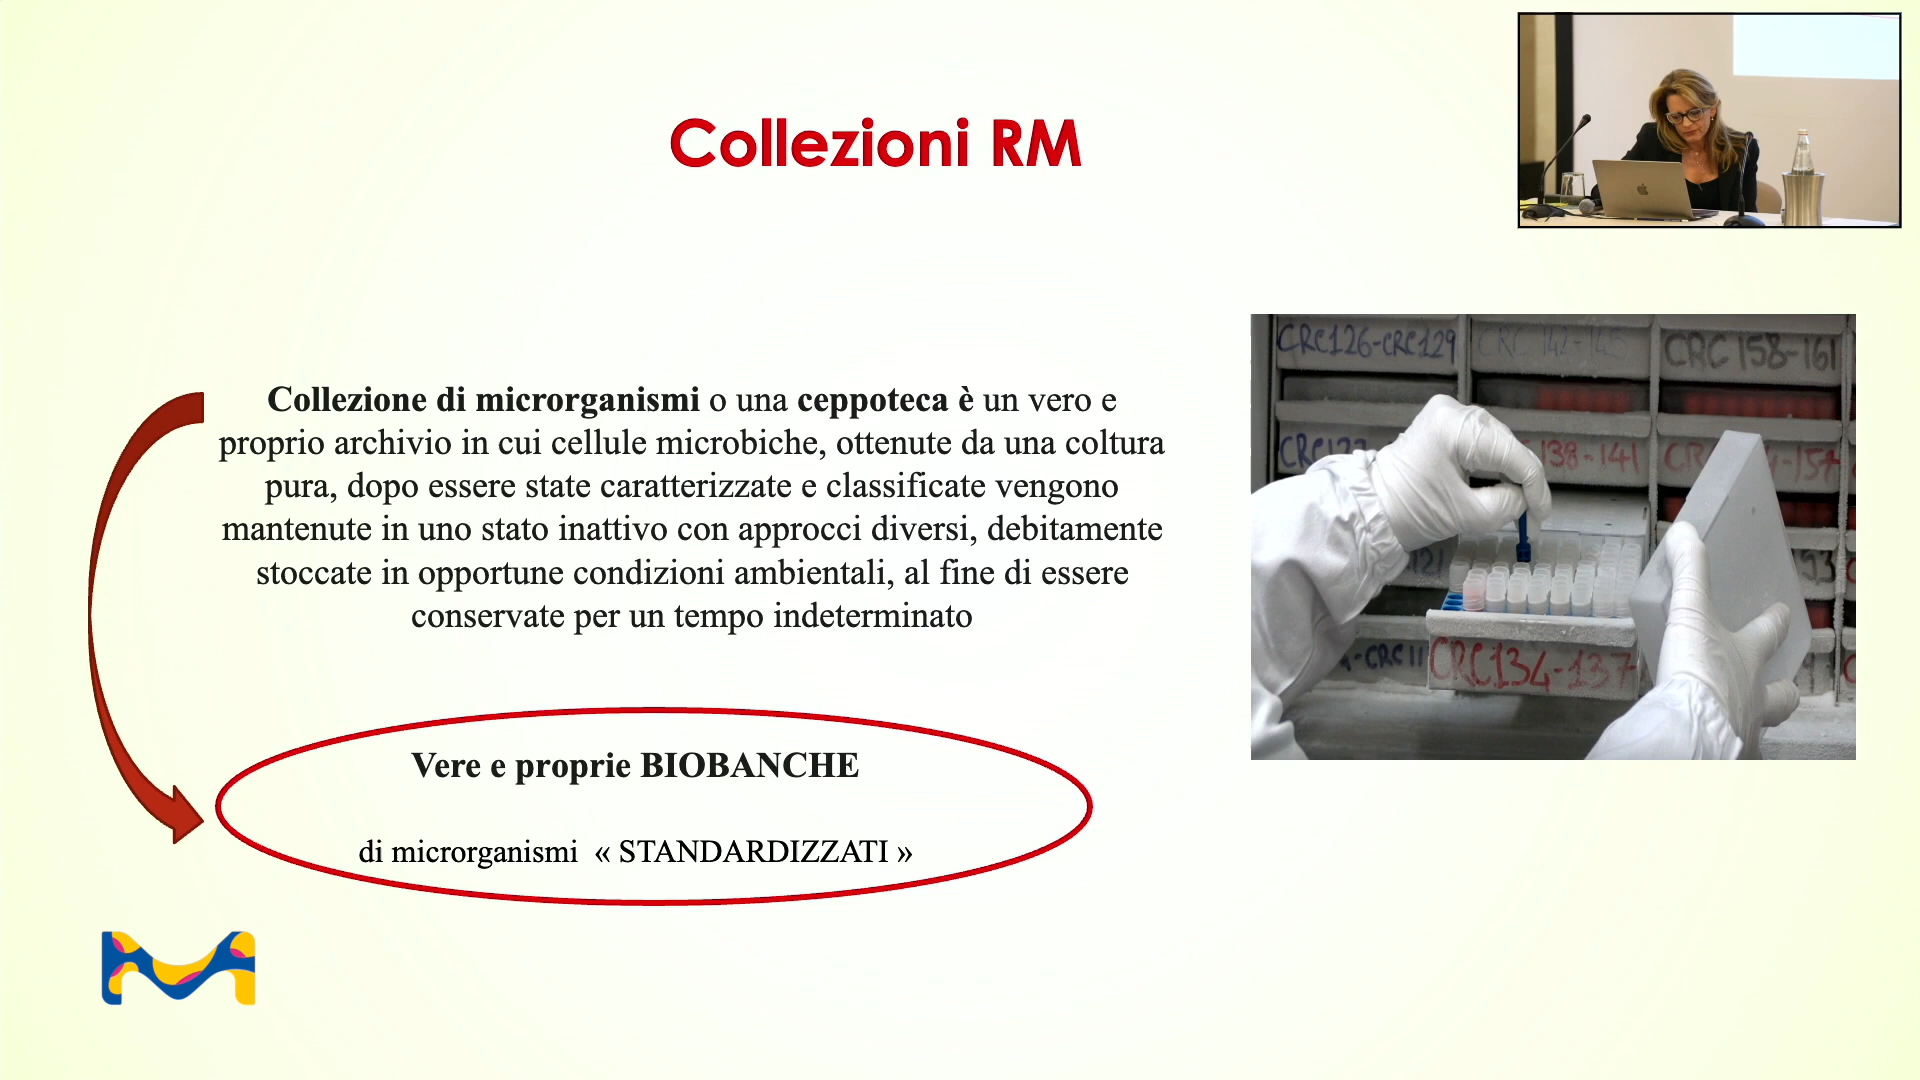 Collezioni RM
Collezione di microrganismi o una ceppoteca è un vero e
proprio archivio in cui cellule microbiche, ottenute da una coltura
pura, dopo essere state caratterizzate e classificate vengono
mantenute in uno stato inattivo con approcci diversi, debitamente
stoccate in opportune condizioni ambientali, al fine di essere
conservate per un tempo indeterminato
Vere e proprie BIOBANCHE
di microrganismi « STANDARDIZZATI »
CRC126-CRC129
CRC 142-145
CRC 158-161
138-141
CRC134-137